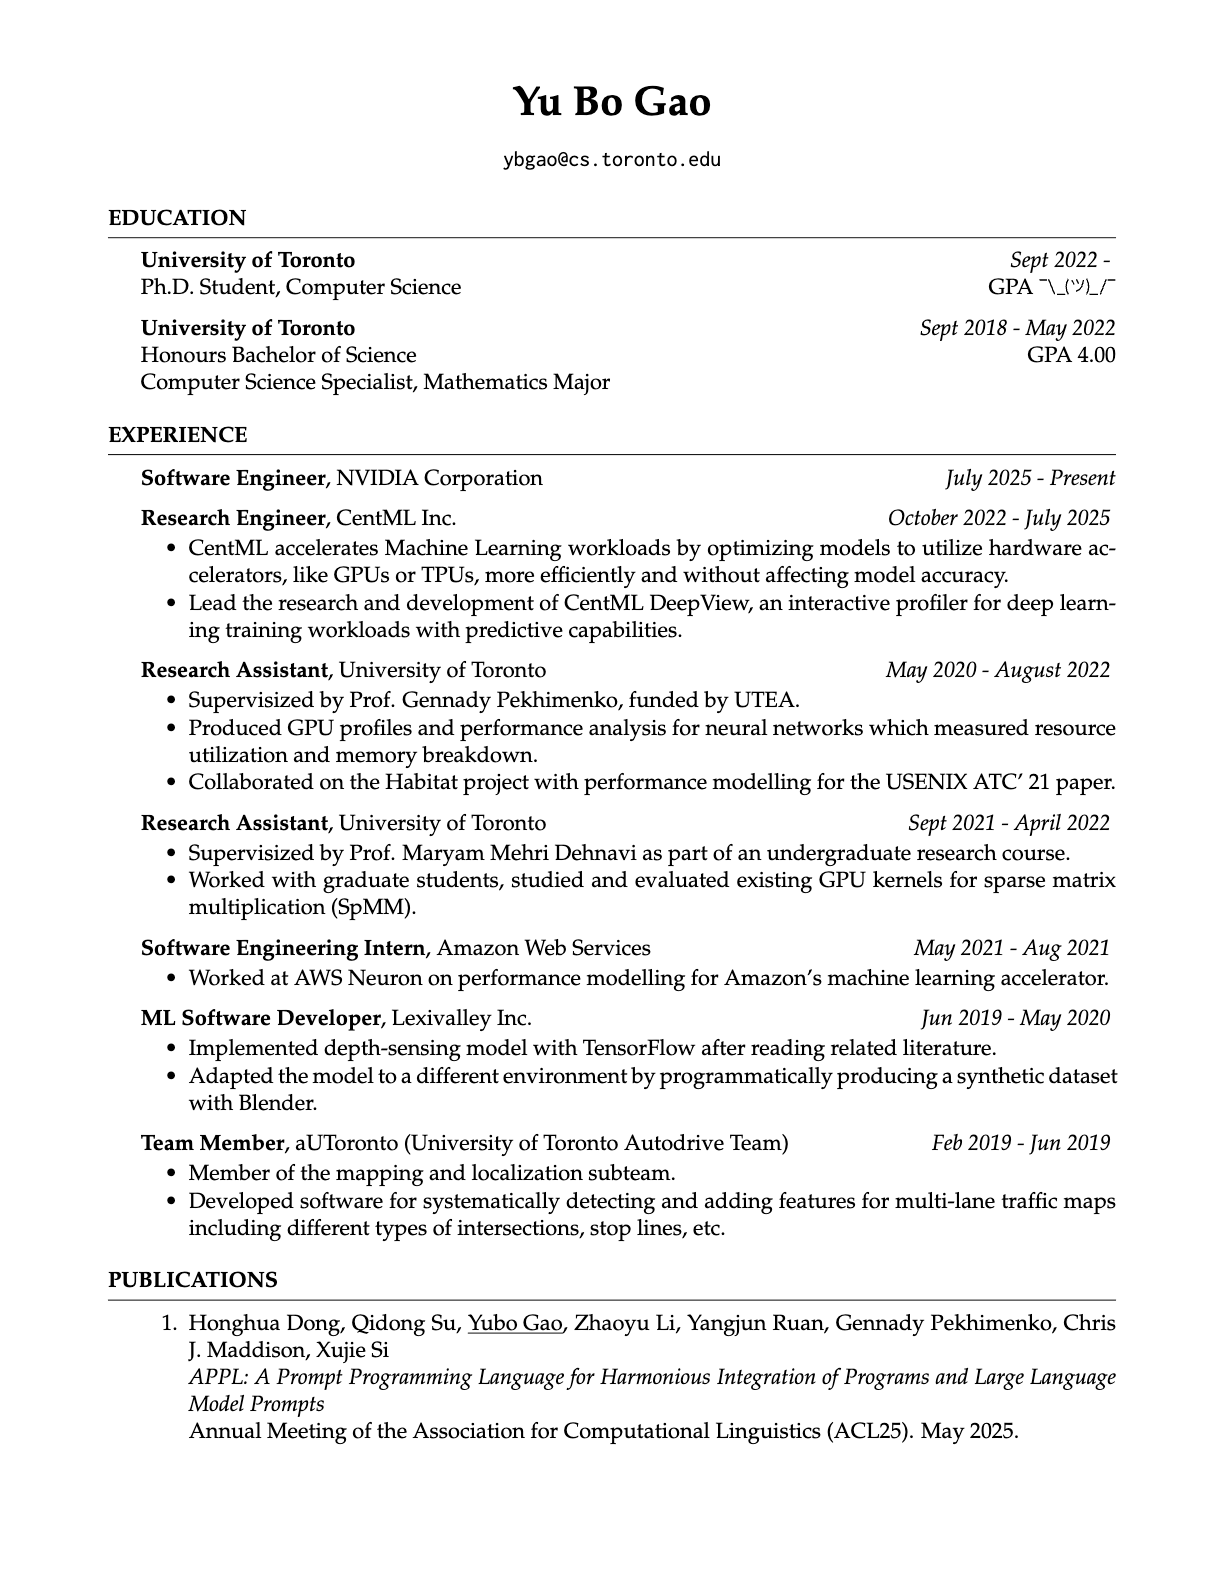 Yu Bo Gao
ybgao@cs.toronto.edu
EDUCATION
University of Toronto Sept 2022 -
Ph.D. Student, Computer Science GPA ¯\_(ツ)_/¯
University of Toronto Sept 2018 - May 2022
Honours Bachelor of Science GPA 4.00
Computer Science Specialist, Mathematics Major
EXPERIENCE
Software Engineer, NVIDIA Corporation July 2025 - Present
Research Engineer, CentML Inc. October 2022 - July 2025
• CentML accelerates Machine Learning workloads by optimizing models to utilize hardware ac-
celerators, like GPUs or TPUs, more efficiently and without affecting model accuracy.
• Lead the research and development of CentML DeepView, an interactive profiler for deep learn-
ing training workloads with predictive capabilities.
Research Assistant, University of Toronto May 2020 - August 2022
• Supervisized by Prof. Gennady Pekhimenko, funded by UTEA.
• Produced GPU profiles and performance analysis for neural networks which measured resource
utilization and memory breakdown.
• Collaborated on the Habitat project with performance modelling for the USENIX ATC’ 21 paper.
Research Assistant, University of Toronto Sept 2021 - April 2022
• Supervisized by Prof. Maryam Mehri Dehnavi as part of an undergraduate research course.
• Worked with graduate students, studied and evaluated existing GPU kernels for sparse matrix
multiplication (SpMM).
Software Engineering Intern, Amazon Web Services May 2021 - Aug 2021
• Worked at AWS Neuron on performance modelling for Amazon’s machine learning accelerator.
ML Software Developer, Lexivalley Inc. Jun 2019 - May 2020
• Implemented depth-sensing model with TensorFlow after reading related literature.
• Adapted the model to a different environment by programmatically producing a synthetic dataset
with Blender.
Team Member, aUToronto (University of Toronto Autodrive Team) Feb 2019 - Jun 2019
• Member of the mapping and localization subteam.
• Developed software for systematically detecting and adding features for multi-lane traffic maps
including different types of intersections, stop lines, etc.
PUBLICATIONS
1. Honghua Dong, Qidong Su, Yubo Gao, Zhaoyu Li, Yangjun Ruan, Gennady Pekhimenko, Chris
J. Maddison, Xujie Si
APPL: A Prompt Programming Language for Harmonious Integration of Programs and Large Language
Model Prompts
Annual Meeting of the Association for Computational Linguistics (ACL25). May 2025.